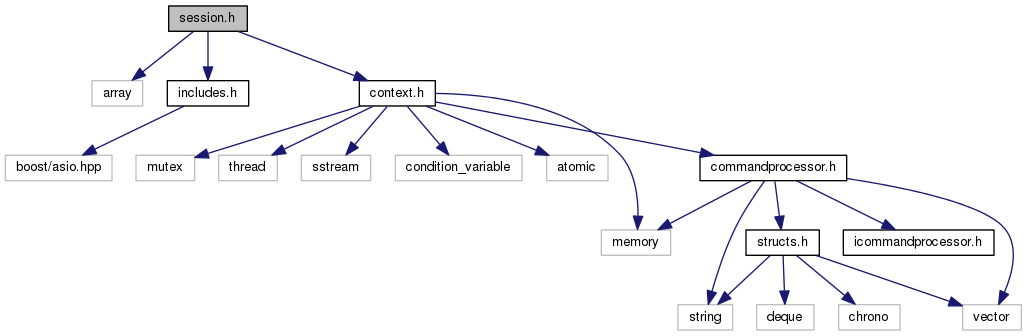 session.h
array
includes.h
context.h
boost/asio.hpp
mutex
thread
sstream
condition_variable
atomic
commandprocessor.h
memory
structs.h
icommandprocessor.h
string
deque
chrono
vector